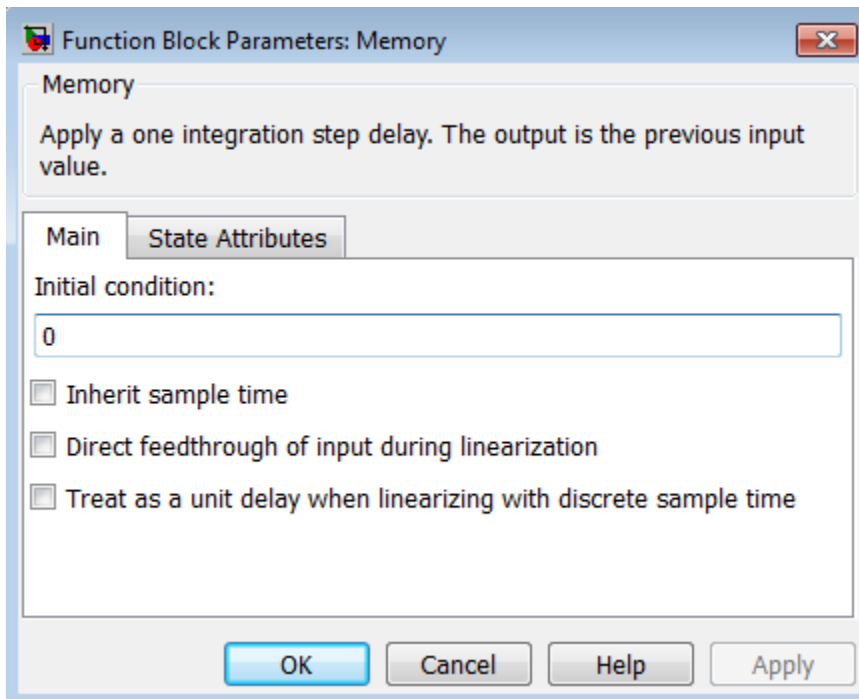 Function Block Parameters: Memory
Memory
Apply a one integration step delay. The output is the previous input
value.
Main
State Attributes
Initial condition:
0
Inherit sample time
Direct feedthrough of input during linearization
Treat as a unit delay when linearizing with discrete sample time
OK
Cancel
Help
Apply